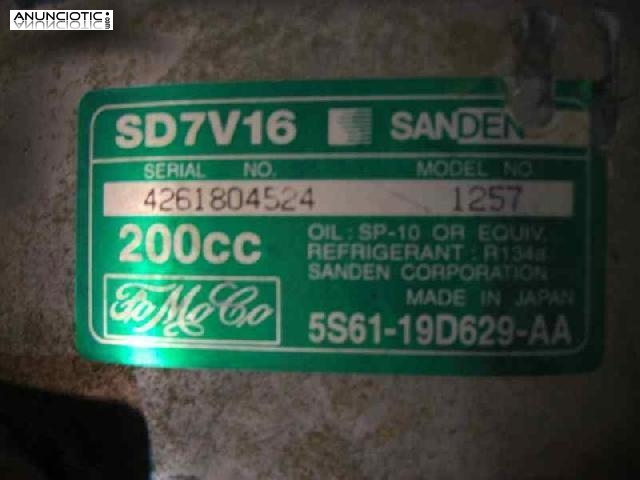 ANUNCIOTIC
.com
SD7V16 SANDEN
SERIAL NO. MODEL NO.
4261804524 1257
200cc OIL: SP-10 OR EQUIV.
REFRIGERANT: R134a
SANDEN CORPORATION
FoMoCo MADE IN JAPAN
5S61-19D629-AA